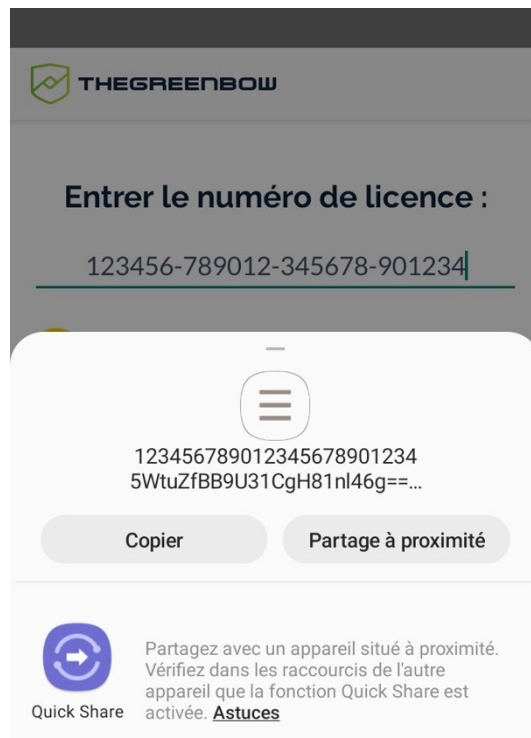 THEGREENBOW
Entrer le numéro de licence :
123456-789012-345678-901234
123456789012345678901234
5WtuZfBB9U31CgH81nl46g==...
Copier
Partage à proximité
Partagez avec un appareil situé à proximité.
Vérifiez dans les raccourcis de l'autre
appareil que la fonction Quick Share est
activée. Astuces
Quick Share